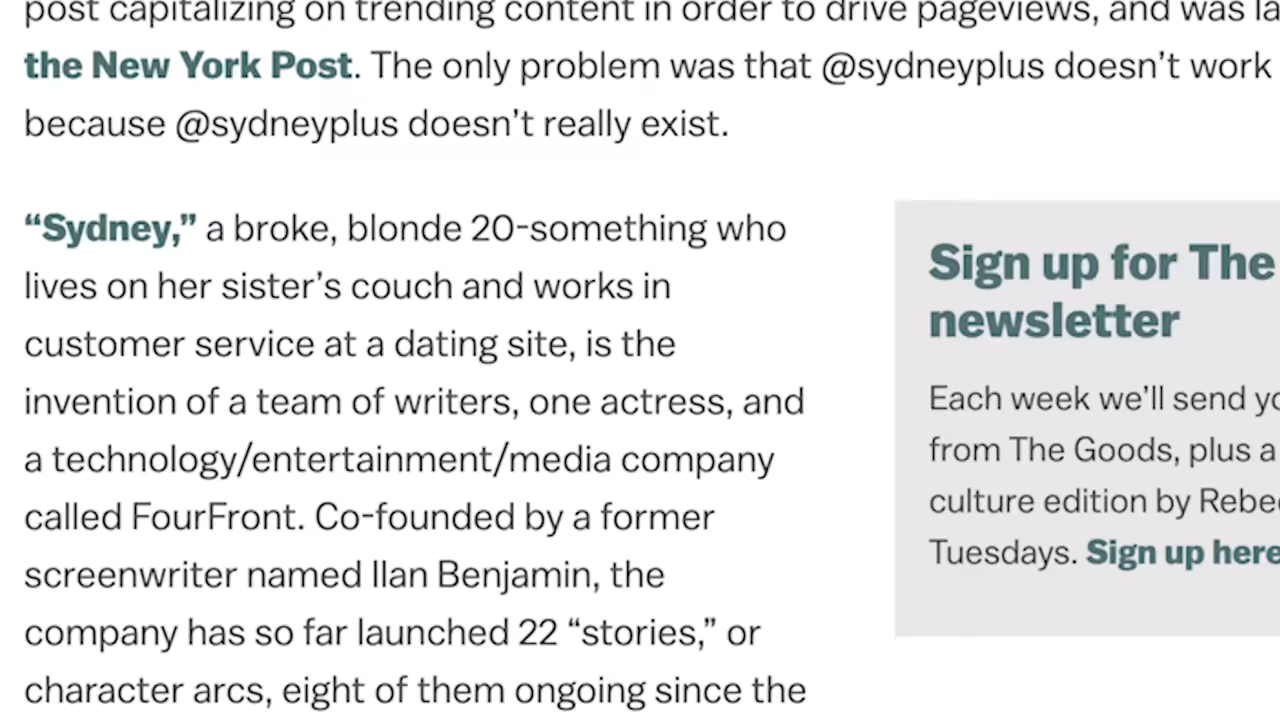 post capitalizing on trending content in order to drive pageviews, and was
the New York Post. The only problem was that @sydneyplus doesn’t work
because @sydneyplus doesn’t really exist.
“Sydney,” a broke, blonde 20-something who
lives on her sister’s couch and works in
customer service at a dating site, is the
invention of a team of writers, one actress, and
a technology/entertainment/media company
called FourFront. Co-founded by a former
screenwriter named Ilan Benjamin, the
company has so far launched 22 “stories,” or
character arcs, eight of them ongoing since the
Sign up for The
newsletter
Each week we’ll send
from The Goods, plus a
culture edition by
Tuesdays. Sign up here